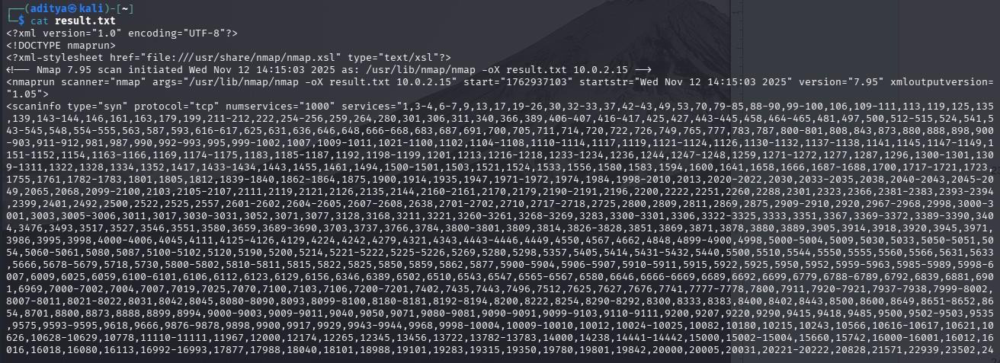 ┌──(aditya㉿kali)-[~]
└─$ cat result.txt
<?xml version="1.0" encoding="UTF-8"?>
<!DOCTYPE nmaprun>
<?xml-stylesheet href="file:///usr/share/nmap/nmap.xsl" type="text/xsl"?>
<!-- Nmap 7.95 scan initiated Wed Nov 12 14:15:03 2025 as: /usr/lib/nmap/nmap -oX result.txt 10.0.2.15 -->
<nmaprun scanner="nmap" args="/usr/lib/nmap/nmap -oX result.txt 10.0.2.15" start="1762937103" startstr="Wed Nov 12 14:15:03 2025" version="7.95" xmloutputversion=
"1.05">
<scaninfo type="syn" protocol="tcp" numservices="1000" services="1,3-4,6-7,9,13,17,19-26,30,32-33,37,42-43,49,53,70,79-85,88-90,99-100,106,109-111,113,119,125,135
,139,143-144,146,161,163,179,199,211-212,222,254-256,259,264,280,301,306,311,340,366,389,406-407,416-417,425,427,443-445,458,464-465,481,497,500,512-515,524,541,5
43-545,548,554-555,563,587,593,616-617,625,631,636,646,648,666-668,683,687,691,700,705,711,714,720,722,726,749,765,777,783,787,800-801,808,843,873,880,888,898,900
-903,911-912,981,987,990,992-993,995,999-1002,1007,1009-1011,1021-1100,1102,1104-1108,1110-1114,1117,1119,1121-1124,1126,1130-1132,1137-1138,1141,1145,1147-1149,1
151-1152,1154,1163-1166,1169,1174-1175,1183,1185-1187,1192,1198-1199,1201,1213,1216-1218,1233-1234,1236,1244,1247-1248,1259,1271-1272,1277,1287,1296,1300-1301,130
9-1311,1322,1328,1334,1352,1417,1433-1434,1443,1455,1461,1494,1500-1501,1503,1521,1524,1533,1556,1580,1583,1594,1600,1641,1658,1666,1687-1688,1700,1717-1721,1723,
1755,1761,1782-1783,1801,1805,1812,1839-1840,1862-1864,1875,1900,1914,1935,1947,1971-1972,1974,1984,1998-2010,2013,2020-2022,2030,2033-2035,2038,2040-2043,2045-20
49,2065,2068,2099-2100,2103,2105-2107,2111,2119,2121,2126,2135,2144,2160-2161,2170,2179,2190-2191,2196,2200,2222,2251,2260,2288,2301,2323,2366,2381-2383,2393-2394
,2399,2401,2492,2500,2522,2525,2557,2601-2602,2604-2605,2607-2608,2638,2701-2702,2710,2717-2718,2725,2800,2809,2811,2869,2875,2909-2910,2920,2967-2968,2998,3000-3
001,3003,3005-3006,3011,3017,3030-3031,3052,3071,3077,3128,3168,3211,3221,3260-3261,3268-3269,3283,3300-3301,3306,3322-3325,3333,3351,3367,3369-3372,3389-3390,340
4,3476,3493,3517,3527,3546,3551,3580,3659,3689-3690,3703,3737,3766,3784,3800-3801,3809,3814,3826-3828,3851,3869,3871,3878,3880,3889,3905,3914,3918,3920,3945,3971,
3986,3995,3998,4000-4006,4045,4111,4125-4126,4129,4224,4242,4279,4321,4343,4443-4446,4449,4550,4567,4662,4848,4899-4900,4998,5000-5004,5009,5030,5033,5050-5051,50
54,5060-5061,5080,5087,5100-5102,5120,5190,5200,5214,5221-5222,5225-5226,5269,5280,5298,5357,5405,5414,5431-5432,5440,5500,5510,5544,5550,5555,5560,5566,5631,5633
,5666,5678-5679,5718,5730,5800-5802,5810-5811,5815,5822,5825,5850,5859,5862,5877,5900-5904,5906-5907,5910-5911,5915,5922,5925,5950,5952,5959-5963,5985-5989,5998-6
007,6009,6025,6059,6100-6101,6106,6112,6123,6129,6156,6346,6389,6502,6510,6543,6547,6565-6567,6580,6646,6666-6669,6689,6692,6699,6779,6788-6789,6792,6839,6881,690
1,6969,7000-7002,7004,7007,7019,7025,7070,7100,7103,7106,7200-7201,7402,7435,7443,7496,7512,7625,7627,7676,7741,7777-7778,7800,7911,7920-7921,7937-7938,7999-8002,
8007-8011,8021-8022,8031,8042,8045,8080-8090,8093,8099-8100,8180-8181,8192-8194,8200,8222,8254,8290-8292,8300,8333,8383,8400,8402,8443,8500,8600,8649,8651-8652,86
54,8701,8800,8873,8888,8899,8994,9000-9003,9009-9011,9040,9050,9071,9080-9081,9090-9091,9099-9103,9110-9111,9200,9207,9220,9290,9415,9418,9485,9500,9502-9503,9535
,9575,9593-9595,9618,9666,9876-9878,9898,9900,9917,9929,9943-9944,9968,9998-10004,10009-10010,10012,10024-10025,10082,10180,10215,10243,10566,10616-10617,10621,10
626,10628-10629,10778,11110-11111,11967,12000,12174,12265,12345,13456,13722,13782-13783,14000,14238,14441-14442,15000,15002-15004,15660,15742,16000-16001,16012,16
016,16018,16080,16113,16992-16993,17877,17988,18040,18101,18988,19101,19283,19315,19350,19780,19801,19842,20000,20005,20031,20221-20222,20828,21571,22939,23502,24